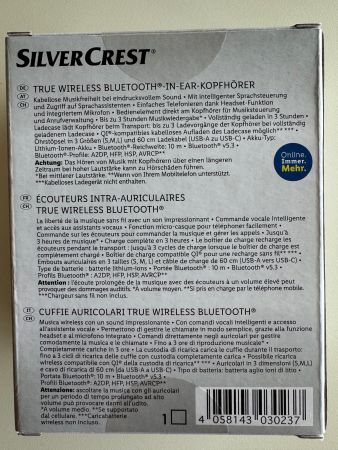 SILVERCREST®
DE
CH
TRUE WIRELESS BLUETOOTH®-IN-EAR-KOPFHÖRER
Kabellose Musikfreiheit bei eindrucksvollem Sound • Mit intelligenter Sprachsteuerung
und Zugriff auf Sprachassistenten • Einfaches Telefonieren dank Headset-Funktion
und integriertem Mikrofon • Bedienelemente direkt am Kopfhörer für Musiksteuerung
und Anrufverwaltung • Bis zu 3 Stunden Musikwiedergabe* • Vollständig geladen in 3 Stunden •
Ladecase lädt Kopfhörer beim Transport: bis zu 3 Ladevorgänge der Kopfhörer bei vollständig
geladenem Ladecase • QI®-kompatibles kabelloses Aufladen des Ladecase möglich** *** •
Ohrstöpsel in 3 Größen (S,M,L) und 60 cm Ladekabel (USB-A zu USB-C) • Akku-Typ:
Lithium-Ionen-Akku • Bluetooth®-Reichweite: 10 m • Bluetooth® v5.3 •
Bluetooth®-Profile: A2DP, HFP, HSP, AVRCP**
Achtung: Das Hören von Musik mit Kopfhörern über einen längeren
Zeitraum bei hoher Lautstärke kann zu Hörschäden führen.
*Bei mittlerer Lautstärke. **Wenn von Ihrem Mobiltelefon unterstützt.
***Kabelloses Ladegerät nicht enthalten.
Online.
Immer.
Mehr.
FR
CH
ÉCOUTEURS INTRA-AURICULAIRES
TRUE WIRELESS BLUETOOTH®
La liberté de la musique sans fil avec un son impressionnant • Commande vocale intelligente
et accès aux assistants vocaux • Fonction micro-casque pour téléphoner facilement •
Commande sur les écouteurs pour commander la musique et gérer ses appels • Jusqu'à
3 heures de musique* • Charge complète en 3 heures • Le boîtier de charge recharge les
écouteurs pendant le transport : jusqu'à 3 cycles de charge lorsque le boîtier de charge est
complètement chargé • Boîtier de charge compatible QI® pour une recharge sans fil** *** •
Embouts auriculaires en 3 tailles (S, M, L) et câble de charge de 60 cm (USB-A vers USB-C) •
Type de batterie : batterie lithium-ions • Portée Bluetooth® : 10 m • Bluetooth® v5.3 •
Profils Bluetooth® : A2DP, HFP, HSP, AVRCP**
Attention : l'écoute prolongée de la musique avec des écouteurs à un volume élevé peut
provoquer des dommages auditifs. *À volume moyen. **Si pris en charge par le téléphone mobile.
***Chargeur sans fil non inclus.
IT
CH
CUFFIE AURICOLARI TRUE WIRELESS BLUETOOTH®
Musica wireless con un sound impressionante • Con comandi vocali intelligenti e accesso
all'assistente vocale • Permettono di gestire le chiamate in modo semplice, grazie alla funzione
headset e al microfono integrato • Comandi direttamente negli auricolari per gestire
comodamente la musica e le chiamate • Fino a 3 ore di riproduzione musicale* •
Completamente cariche in 3 ore • La custodia di ricarica carica le cuffie durante il trasporto:
fino a 3 cicli di ricarica delle cuffie con custodia completamente carica • Possibile ricarica
wireless compatibile con QI® della custodia di ricarica** *** • Auricolari in 3 dimensioni (S,M,L)
e cavo di ricarica di 60 cm (da USB-A a USB-C) • Tipo di batteria: batteria agli ioni di litio •
Portata Bluetooth®: 10 m • Bluetooth® v5.3 •
Profili Bluetooth®: A2DP, HFP, HSP, AVRCP**
Attenzione: ascoltare la musica con gli auricolari
per un periodo di tempo prolungato ad alto
volume può provocare danni all'udito.
*A volume medio. **Se supportato
dal telefono cellulare. ***Caricabatteria
wireless non incluso.
1
4 058143 030237